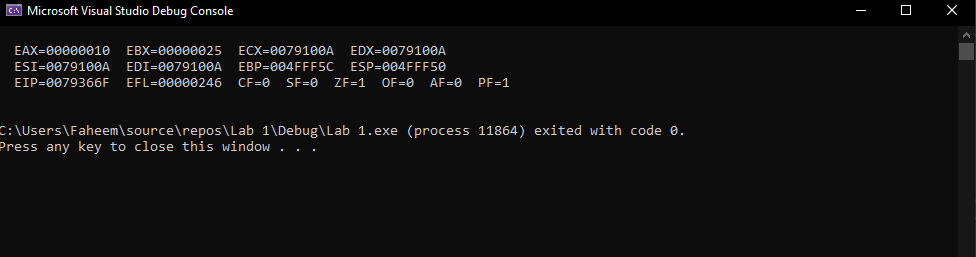 Microsoft Visual Studio Debug Console
EAX=00000010 EBX=00000025 ECX=0079100A EDX=0079100A
ESI=0079100A EDI=0079100A EBP=004FFF5C ESP=004FFF50
EIP=0079366F EFL=00000246 CF=0 SF=0 ZF=1 OF=0 AF=0 PF=1
C:\Users\Faheem\source\repos\Lab 1\Debug\Lab 1.exe (process 11864) exited with code 0.
Press any key to close this window . . .